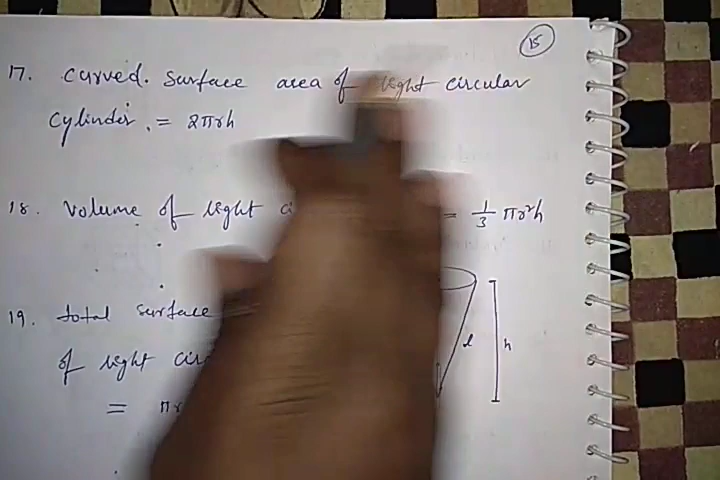 15
17. Curved. Surface area of right circular
Cylinder. = 2πrh
18. Volume of right = 1/3 πr²h
19. total surface
of right
= π
l h